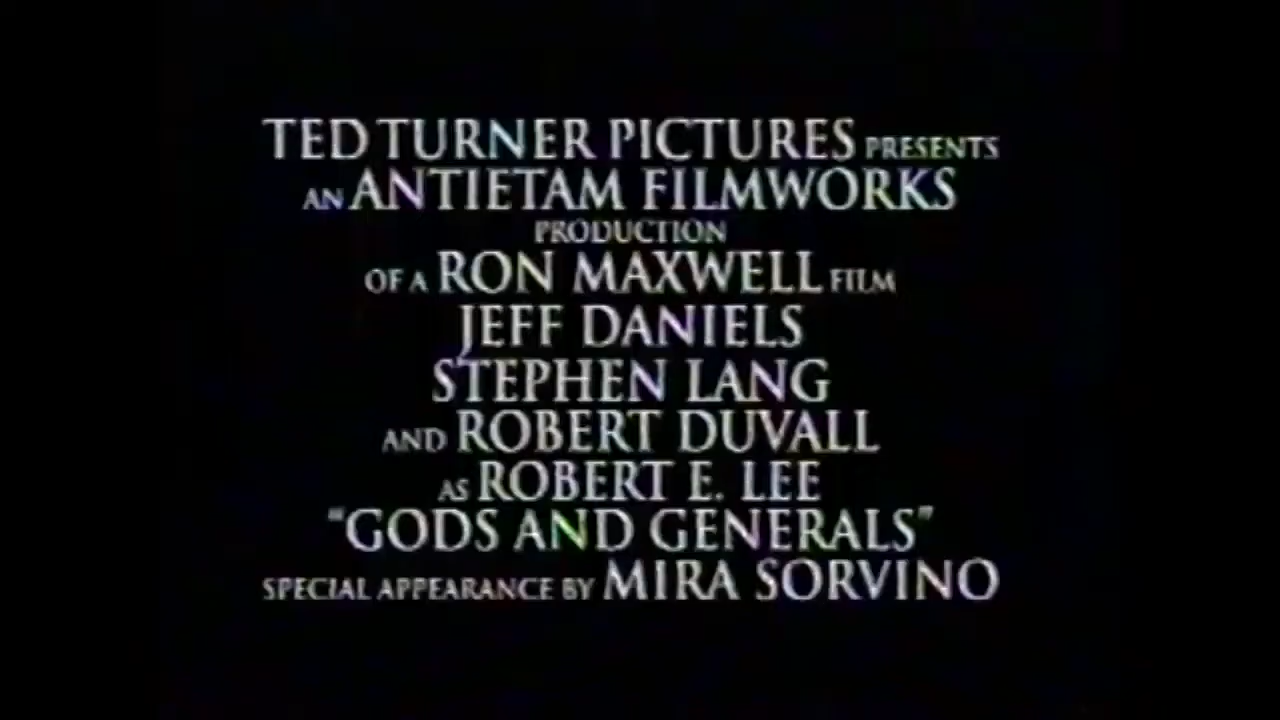 TED TURNER PICTURES PRESENTS
AN ANTIETAM FILMWORKS
PRODUCTION
OF A RON MAXWELL FILM
JEFF DANIELS
STEPHEN LANG
AND ROBERT DUVALL
AS ROBERT E. LEE
"GODS AND GENERALS"
SPECIAL APPEARANCE BY MIRA SORVINO